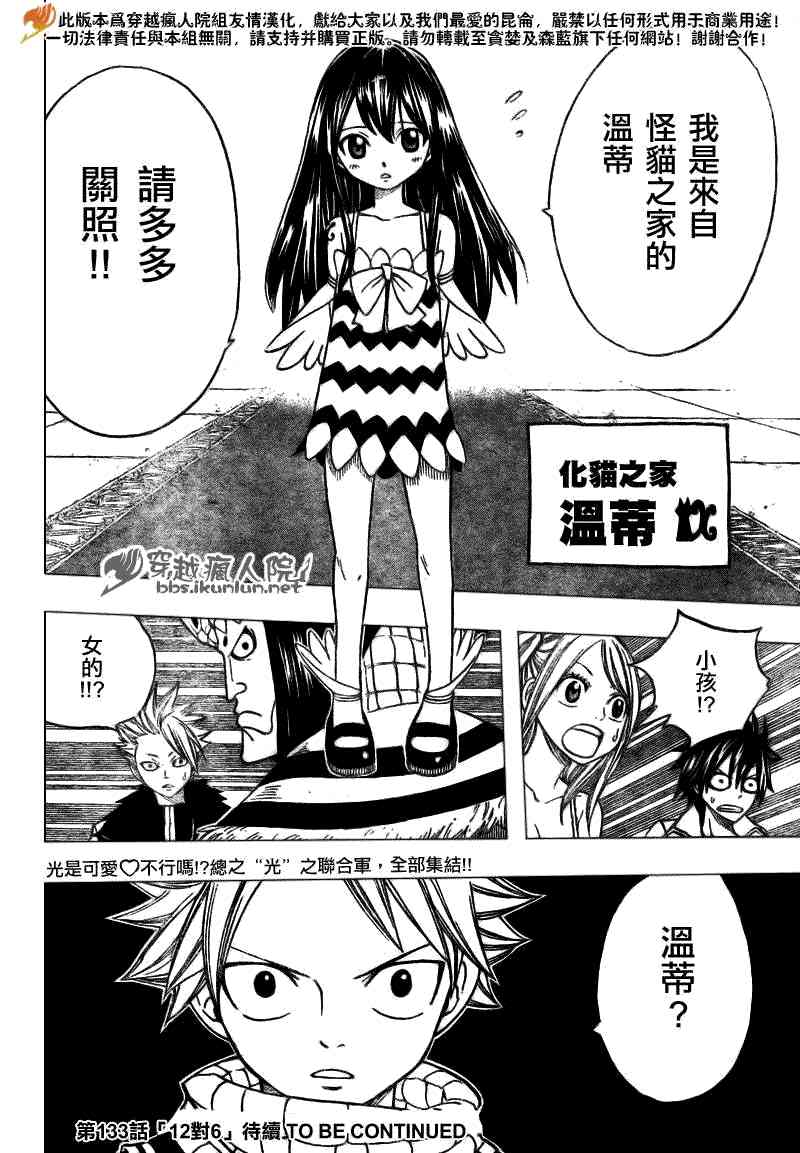 此版本爲穿越瘋人院組友情漢化，獻給大家以及我們最愛的昆侖，嚴禁以任何形式用于商業用途！
一切法律責任與本組無關，請支持并購買正版。請勿轉載至貪婪及森藍旗下任何網站！謝謝合作！
我是來自
怪貓之家的
溫蒂
請多多
關照!!
化貓之家
溫蒂
穿越瘋人院
bbs.ikunlun.net
小孩!?
女的!!?
光是可愛♡不行嗎!?總之“光”之聯合軍，全部集結!!
溫蒂？
第133話「12對6」待續 TO BE CONTINUED